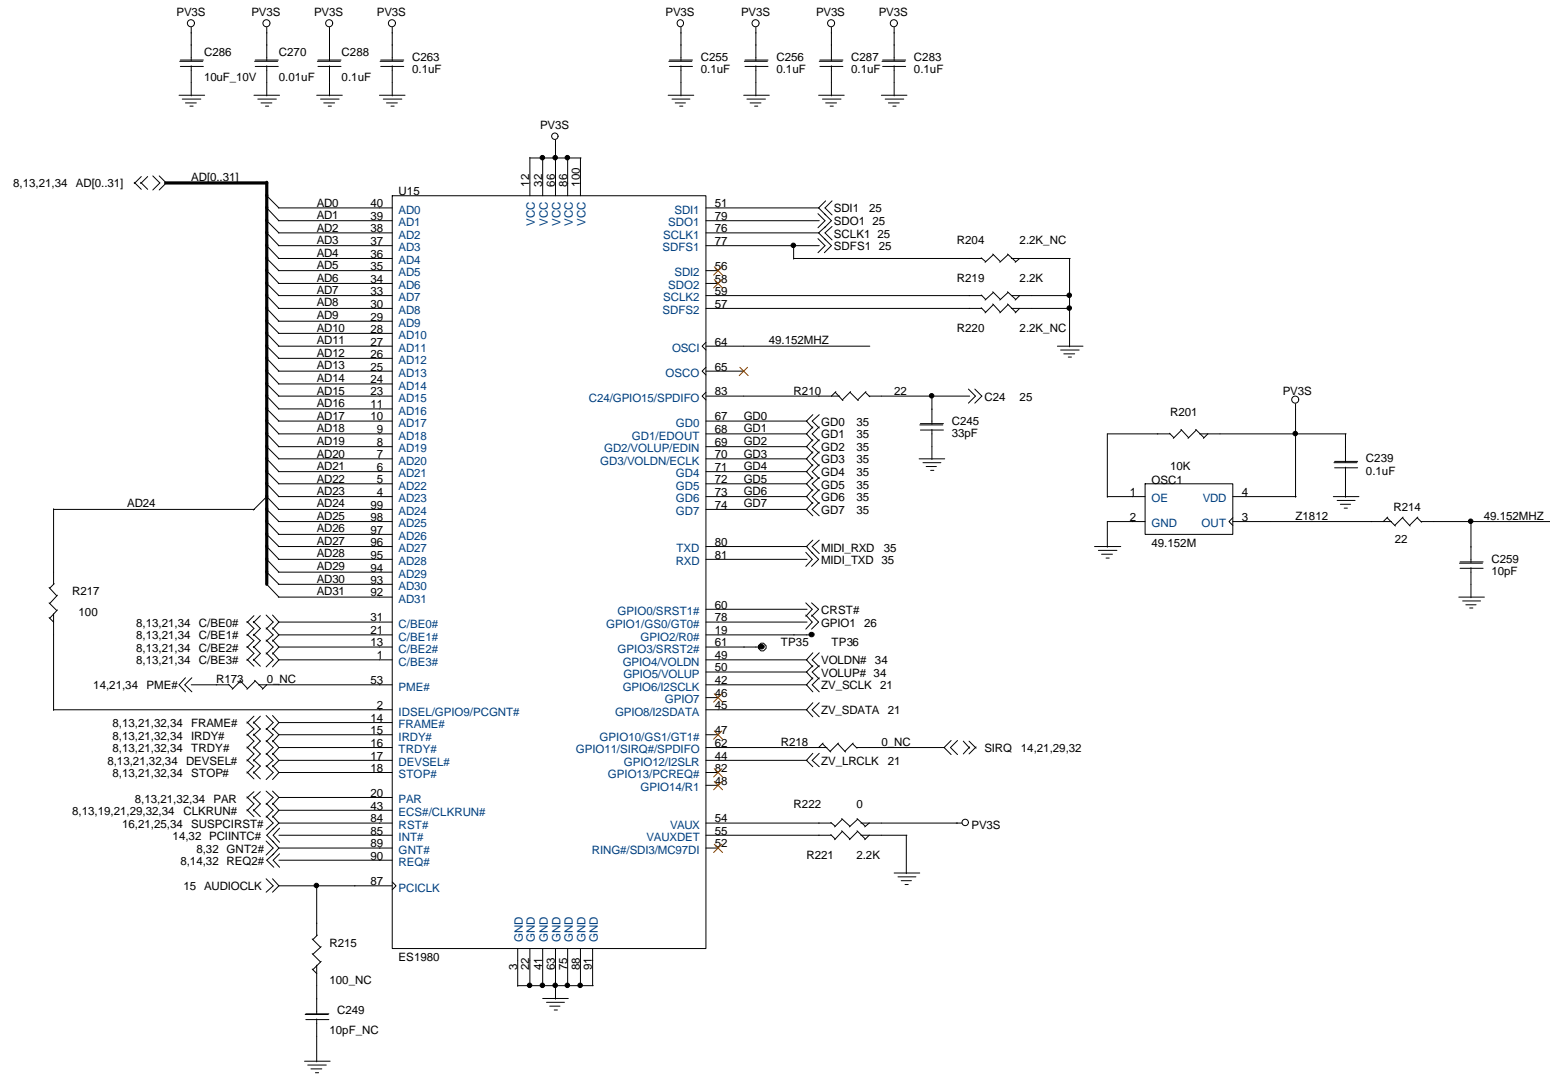 PV3S PV3S PV3S PV3S PV3S PV3S PV3S PV3S
C286 C270 C288 C263 C255 C256 C287 C283
10uF_10V 0.01uF 0.1uF 0.1uF 0.1uF 0.1uF 0.1uF 0.1uF
PV3S
12 32 66 86 100
VCC VCC VCC VCC VCC
8,13,21,34 AD[0..31] AD[0..31]
U15
AD0 40 AD0
AD1 39 AD1
AD2 38 AD2
AD3 37 AD3
AD4 36 AD4
AD5 35 AD5
AD6 34 AD6
AD7 33 AD7
AD8 30 AD8
AD9 29 AD9
AD10 28 AD10
AD11 27 AD11
AD12 26 AD12
AD13 25 AD13
AD14 24 AD14
AD15 23 AD15
AD16 11 AD16
AD17 10 AD17
AD18 9 AD18
AD19 8 AD19
AD20 7 AD20
AD21 6 AD21
AD22 5 AD22
AD23 4 AD23
AD24 99 AD24
AD25 98 AD25
AD26 97 AD26
AD27 96 AD27
AD28 95 AD28
AD29 94 AD29
AD30 93 AD30
AD31 92 AD31
AD24
R217
100
8,13,21,34 C/BE0# 31 C/BE0#
8,13,21,34 C/BE1# 21 C/BE1#
8,13,21,34 C/BE2# 13 C/BE2#
8,13,21,34 C/BE3# 1 C/BE3#
14,21,34 PME# R173 0_NC 53 PME#
2 IDSEL/GPIO9/PCGNT#
8,13,21,32,34 FRAME# 14 FRAME#
8,13,21,32,34 IRDY# 15 IRDY#
8,13,21,32,34 TRDY# 16 TRDY#
8,13,21,32,34 DEVSEL# 17 DEVSEL#
8,13,21,32,34 STOP# 18 STOP#
8,13,21,32,34 PAR 20 PAR
8,13,19,21,29,32,34 CLKRUN# 43 ECS#/CLKRUN#
16,21,25,34 SUSPCIRST# 84 RST#
14,32 PCIINTC# 85 INT#
8,32 GNT2# 89 GNT#
8,14,32 REQ2# 90 REQ#
15 AUDIOCLK 87 PCICLK
R215
100_NC
C249
10pF_NC
SDI1 51 SDI1 25
SDO1 79 SDO1 25
SCLK1 76 SCLK1 25
SDFS1 77 SDFS1 25
R204 2.2K_NC
SDI2 56
SDO2 58
R219 2.2K
SCLK2 59
SDFS2 57
R220 2.2K_NC
OSCI 64 49.152MHZ
OSCO 65
C24/GPIO15/SPDIFO 83 R210 22 C24 25
C245
33pF
GD0 67 GD0 GD0 35
GD1/EDOUT 68 GD1 GD1 35
GD2/VOLUP/EDIN 69 GD2 GD2 35
GD3/VOLDN/ECLK 70 GD3 GD3 35
GD4 71 GD4 GD4 35
GD5 72 GD5 GD5 35
GD6 73 GD6 GD6 35
GD7 74 GD7 GD7 35
TXD 80 MIDI_RXD 35
RXD 81 MIDI_TXD 35
GPIO0/SRST1# 60 CRST#
GPIO1/GS0/GT0# 78 GPIO1 26
GPIO2/R0# 19
GPIO3/SRST2# 61 TP35 TP36
GPIO4/VOLDN 49 VOLDN# 34
GPIO5/VOLUP 50 VOLUP# 34
GPIO6/I2SCLK 42 ZV_SCLK 21
GPIO7 46
GPIO8/I2SDATA 45 ZV_SDATA 21
GPIO10/GS1/GT1# 47
GPIO11/SIRQ#/SPDIFO 62 R218 0_NC SIRQ 14,21,29,32
GPIO12/I2SLR 44 ZV_LRCLK 21
GPIO13/PCREQ# 82
GPIO14/R1 48
R222 0
VAUX 54 PV3S
VAUXDET 55
RING#/SDI3/MC97DI 52
R221 2.2K
GND GND GND GND GND GND GND
3 22 41 63 75 88 91
ES1980
PV3S
R201
10K
C239
0.1uF
OSC1
1 OE VDD 4
2 GND OUT 3
49.152M
Z1812
R214
22
49.152MHZ
C259
10pF